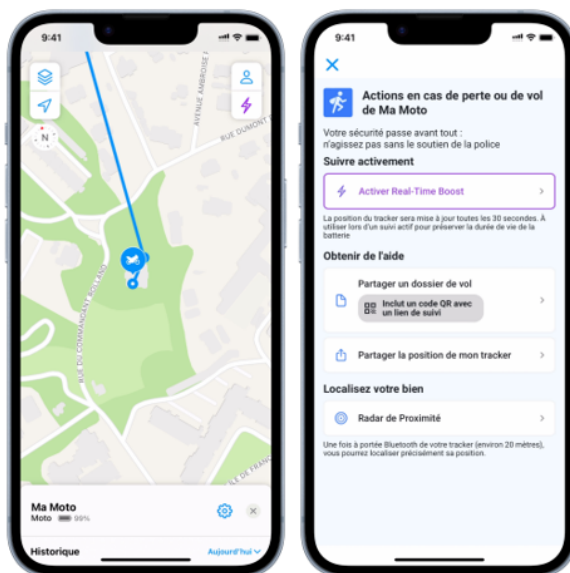 9:41
AVENUE AMBROISE
RUE DUMONT
N
RUE DU COMMANDANT ROLLAND
ILE DE FRANC
Ma Moto
Moto 99%
Historique
Aujourd'hui
9:41
Actions en cas de perte ou de vol
de Ma Moto
Votre sécurité passe avant tout :
n'agissez pas sans le soutien de la police
Suivre activement
Activer Real-Time Boost
La position du tracker sera mise à jour toutes les 30 secondes. À
utiliser lors d'un suivi actif pour préserver la durée de vie de la
batterie
Obtenir de l'aide
Partager un dossier de vol
Inclut un code QR avec
un lien de suivi
Partager la position de mon tracker
Localisez votre bien
Radar de Proximité
Une fois à portée Bluetooth de votre tracker (environ 20 mètres),
vous pourrez localiser précisément sa position.